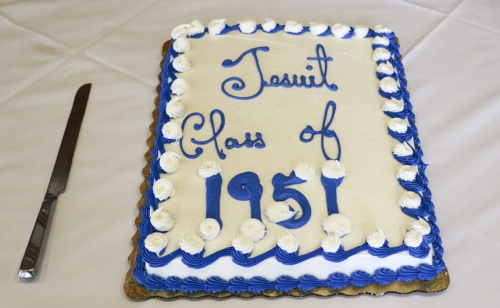 Jesuit
Class of
1951